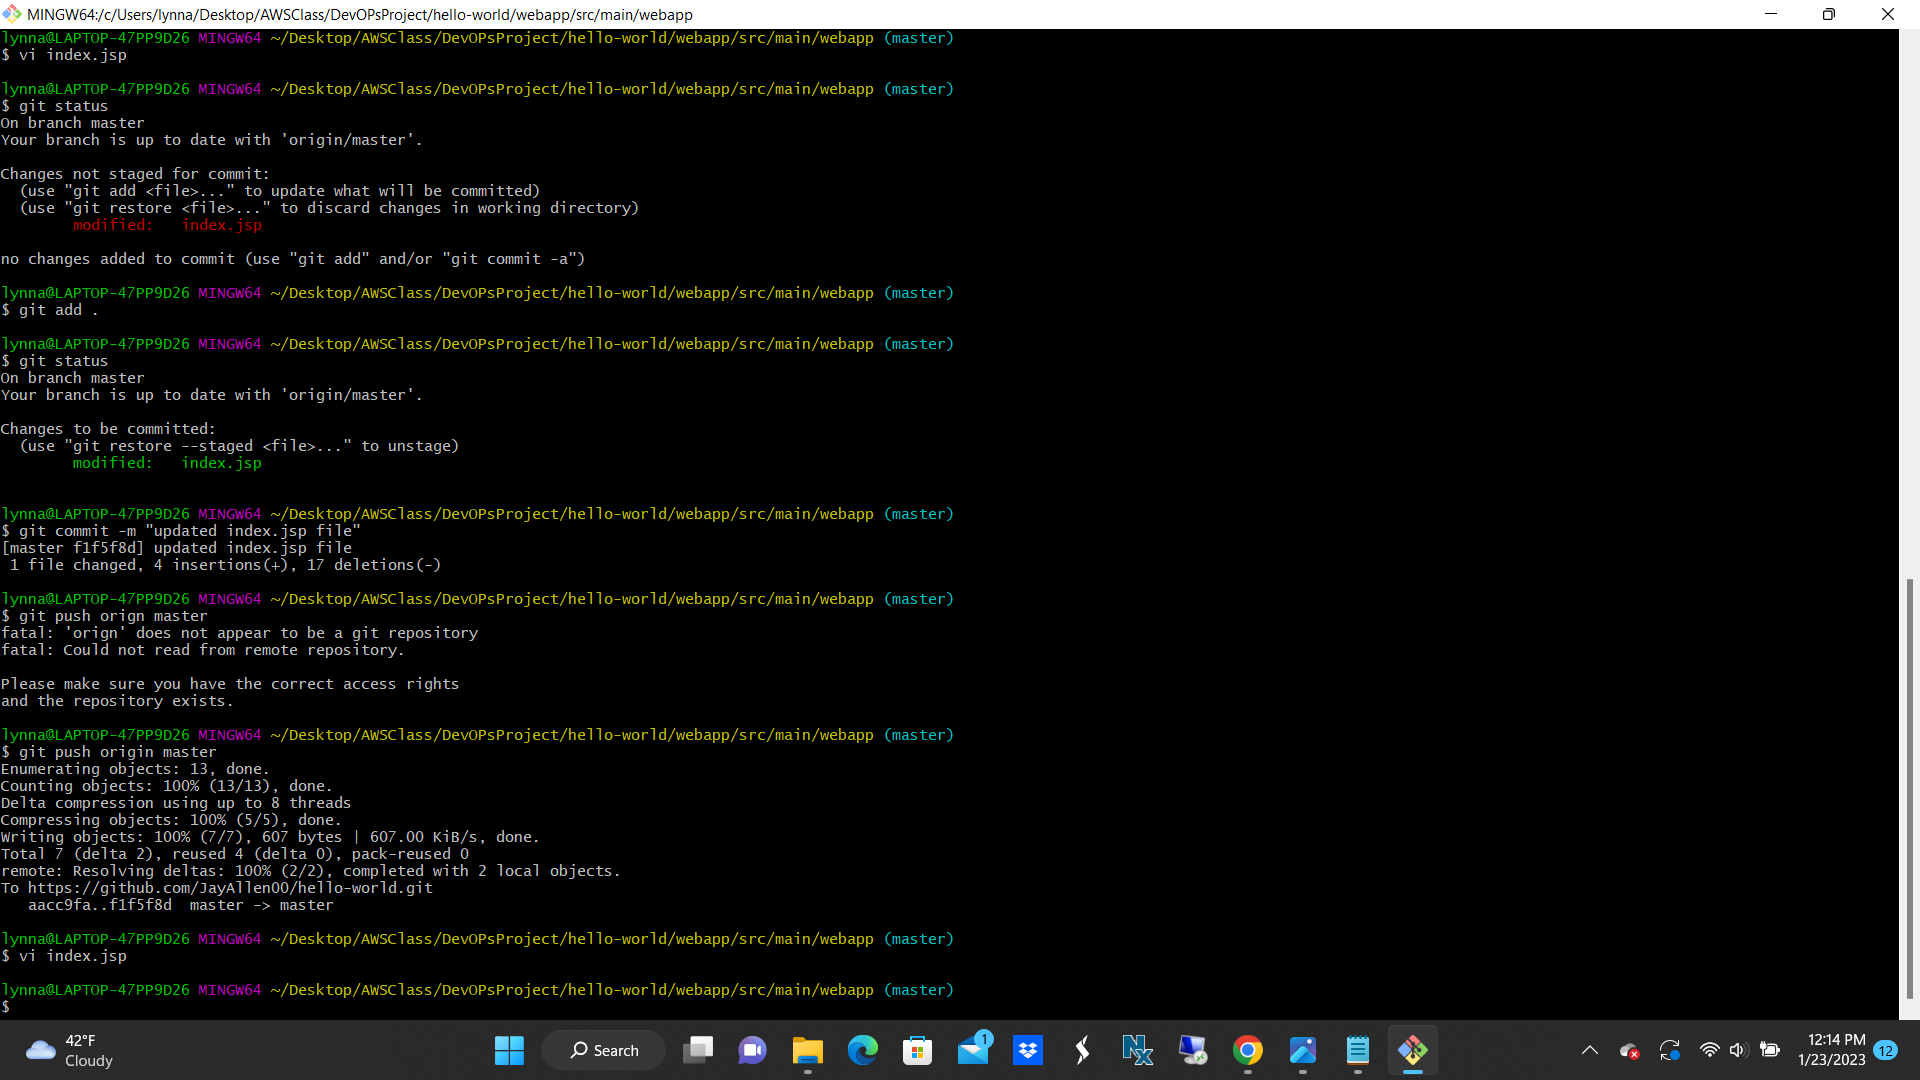 MINGW64:/c/Users/lynna/Desktop/AWSClass/DevOPsProject/hello-world/webapp/src/main/webapp
lynna@LAPTOP-47PP9D26 MINGW64 ~/Desktop/AWSClass/DevOPsProject/hello-world/webapp/src/main/webapp (master)
$ vi index.jsp
lynna@LAPTOP-47PP9D26 MINGW64 ~/Desktop/AWSClass/DevOPsProject/hello-world/webapp/src/main/webapp (master)
$ git status
On branch master
Your branch is up to date with 'origin/master'.
Changes not staged for commit:
  (use "git add <file>..." to update what will be committed)
  (use "git restore <file>..." to discard changes in working directory)
        modified:   index.jsp
no changes added to commit (use "git add" and/or "git commit -a")
lynna@LAPTOP-47PP9D26 MINGW64 ~/Desktop/AWSClass/DevOPsProject/hello-world/webapp/src/main/webapp (master)
$ git add .
lynna@LAPTOP-47PP9D26 MINGW64 ~/Desktop/AWSClass/DevOPsProject/hello-world/webapp/src/main/webapp (master)
$ git status
On branch master
Your branch is up to date with 'origin/master'.
Changes to be committed:
  (use "git restore --staged <file>..." to unstage)
        modified:   index.jsp
lynna@LAPTOP-47PP9D26 MINGW64 ~/Desktop/AWSClass/DevOPsProject/hello-world/webapp/src/main/webapp (master)
$ git commit -m "updated index.jsp file"
[master f1f5f8d] updated index.jsp file
 1 file changed, 4 insertions(+), 17 deletions(-)
lynna@LAPTOP-47PP9D26 MINGW64 ~/Desktop/AWSClass/DevOPsProject/hello-world/webapp/src/main/webapp (master)
$ git push orign master
fatal: 'orign' does not appear to be a git repository
fatal: Could not read from remote repository.
Please make sure you have the correct access rights
and the repository exists.
lynna@LAPTOP-47PP9D26 MINGW64 ~/Desktop/AWSClass/DevOPsProject/hello-world/webapp/src/main/webapp (master)
$ git push origin master
Enumerating objects: 13, done.
Counting objects: 100% (13/13), done.
Delta compression using up to 8 threads
Compressing objects: 100% (5/5), done.
Writing objects: 100% (7/7), 607 bytes | 607.00 KiB/s, done.
Total 7 (delta 2), reused 4 (delta 0), pack-reused 0
remote: Resolving deltas: 100% (2/2), completed with 2 local objects.
To https://github.com/JayAllen00/hello-world.git
   aacc9fa..f1f5f8d  master -> master
lynna@LAPTOP-47PP9D26 MINGW64 ~/Desktop/AWSClass/DevOPsProject/hello-world/webapp/src/main/webapp (master)
$ vi index.jsp
lynna@LAPTOP-47PP9D26 MINGW64 ~/Desktop/AWSClass/DevOPsProject/hello-world/webapp/src/main/webapp (master)
$
42°F
Cloudy
Search
1
Nx
12:14 PM
1/23/2023
12